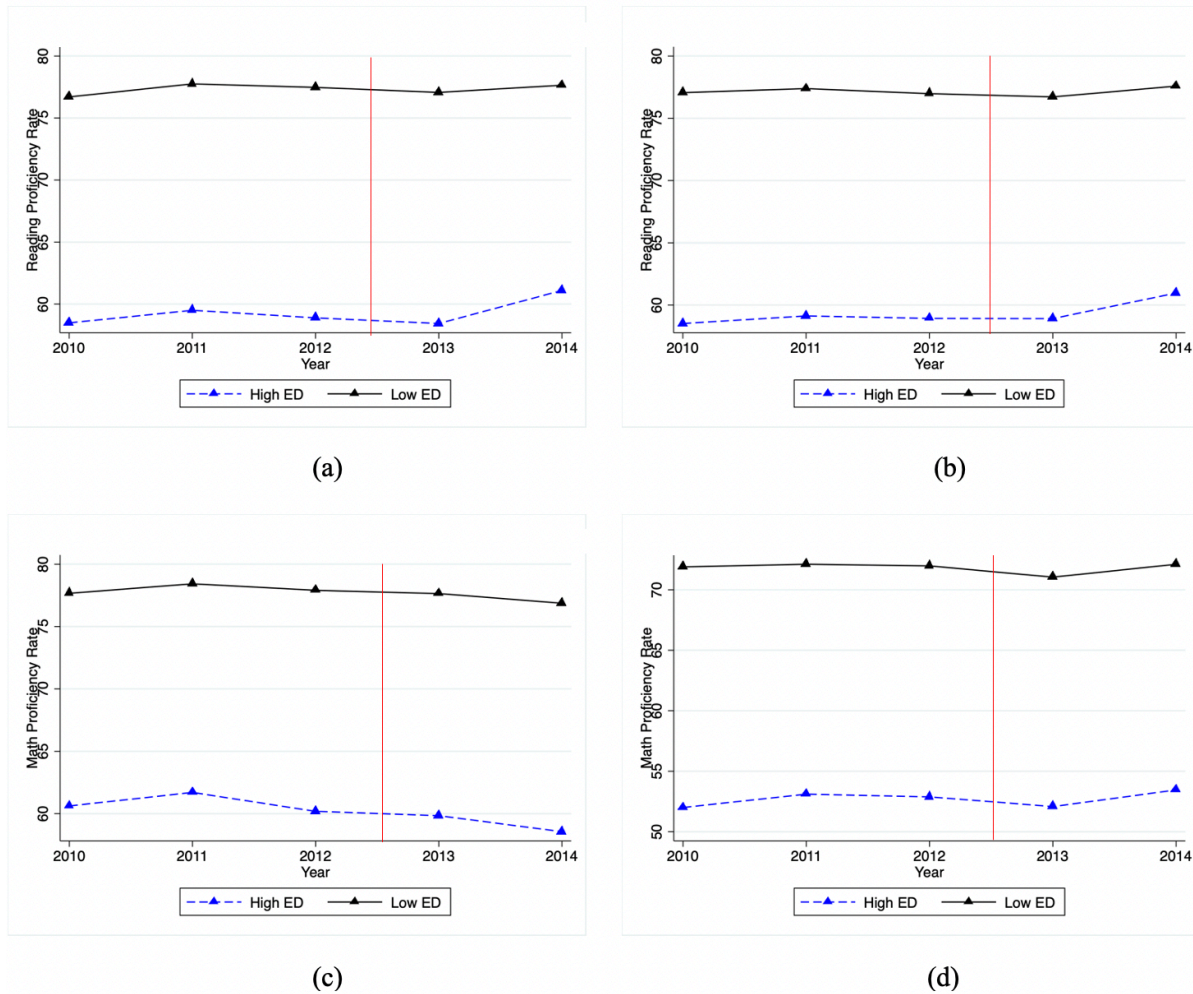 80
75
70
65
60
Reading Proficiency Rate
2010 2011 2012 2013 2014
Year
High ED Low ED
(a)
80
75
70
65
60
Reading Proficiency Rate
2010 2011 2012 2013 2014
Year
High ED Low ED
(b)
80
75
70
65
60
Math Proficiency Rate
2010 2011 2012 2013 2014
Year
High ED Low ED
(c)
70
65
60
55
50
Math Proficiency Rate
2010 2011 2012 2013 2014
Year
High ED Low ED
(d)